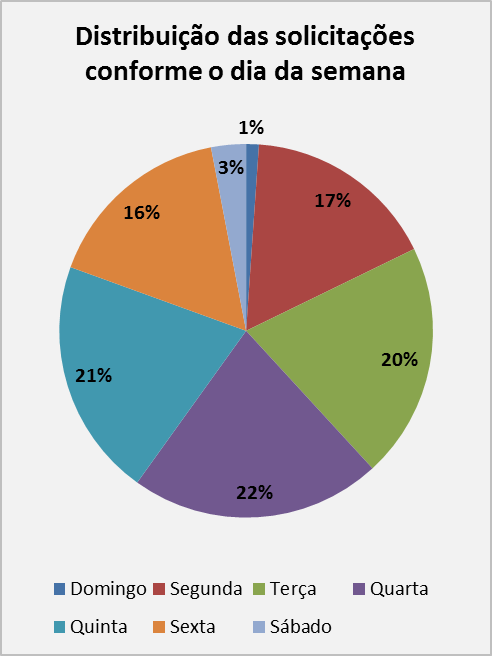 Distribuição das solicitações
conforme o dia da semana
1%
3%
17%
16%
20%
21%
22%
Domingo Segunda Terça Quarta
Quinta Sexta Sábado